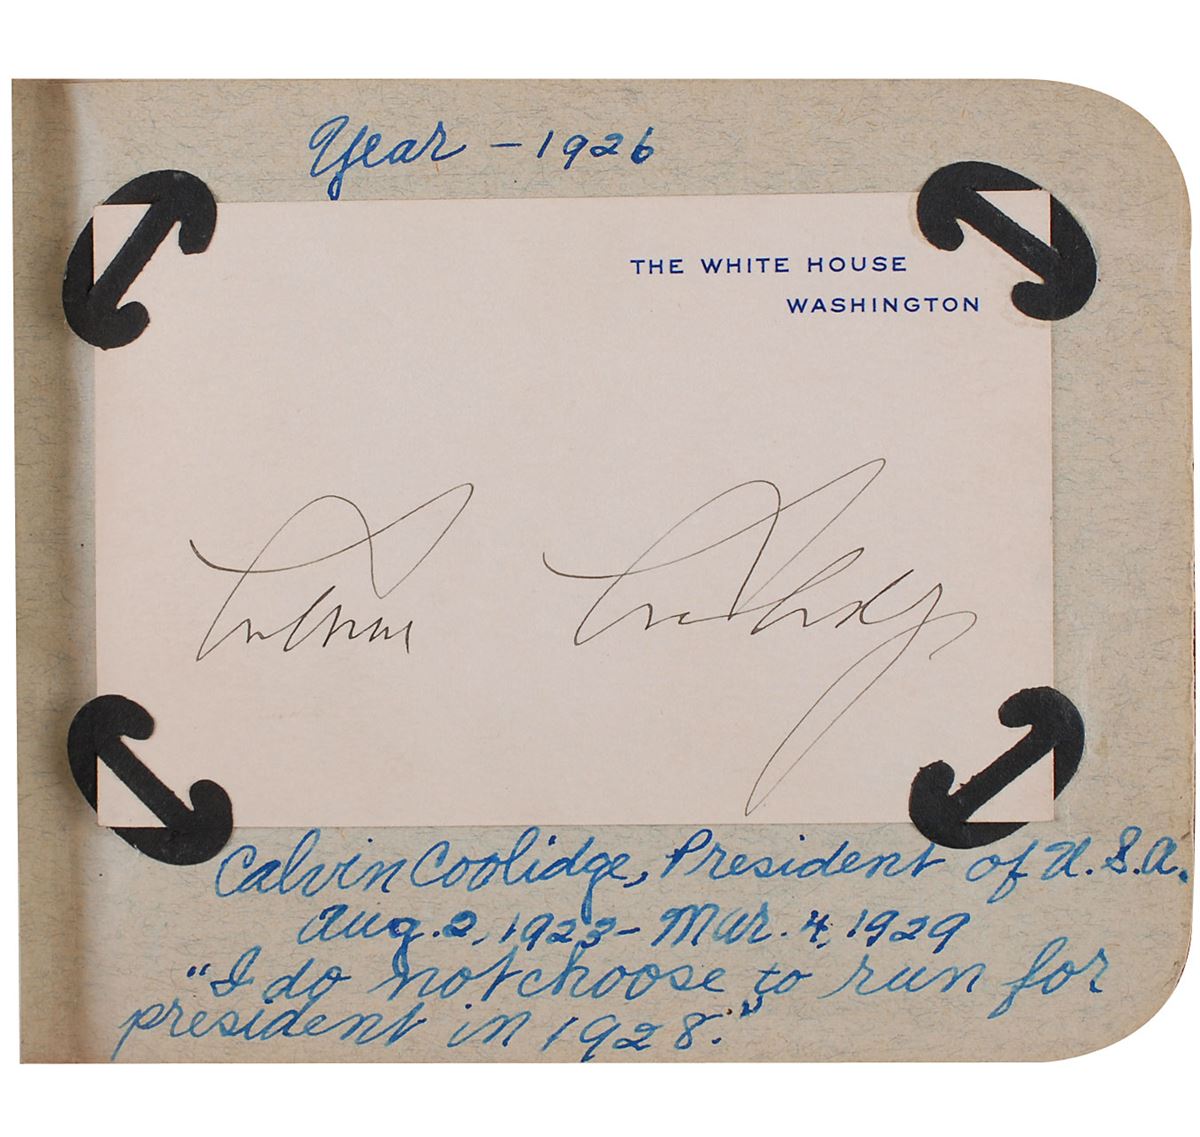 Year - 1926
THE WHITE HOUSE
WASHINGTON
Calvin Coolidge
Calvin Coolidge, President of U.S.A.
Aug. 2, 1923 - Mar. 4, 1929
"I do not choose to run for
president in 1928."